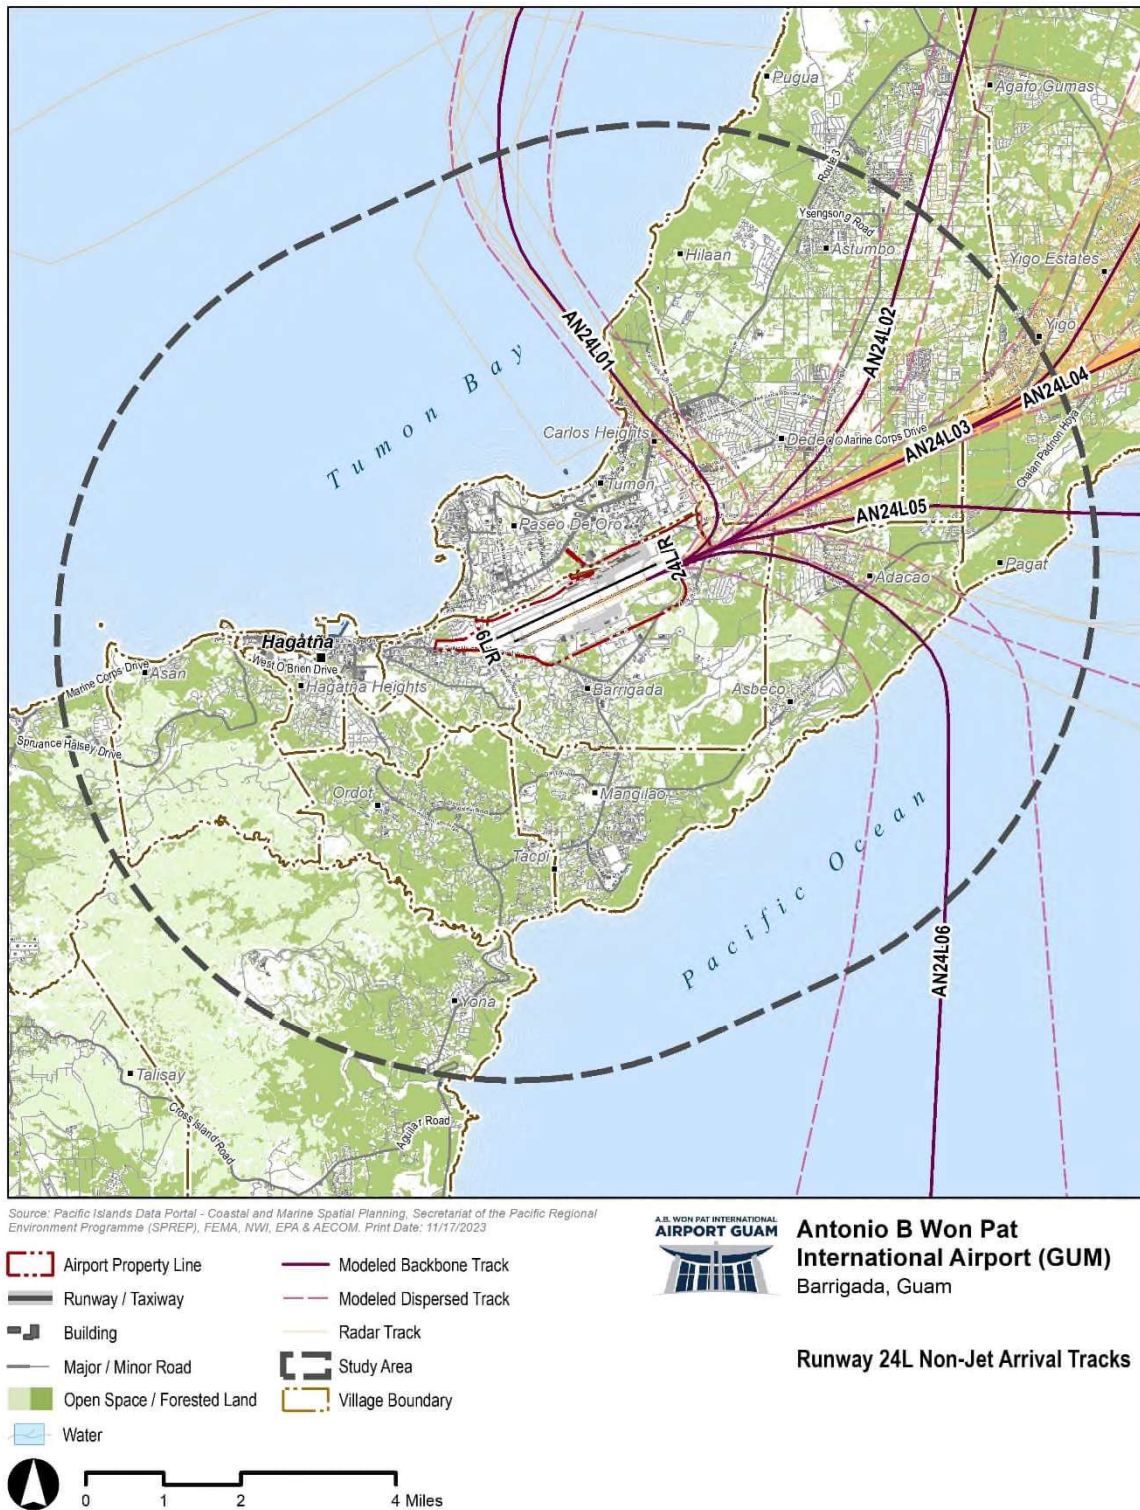 Pugua
Agafo Gumas
Route 3
Ysengsong Road
Astumbo
Hilaan
Yigo Estates
Yigo
AN24L01
AN24L02
AN24L04
AN24L03
Tumon Bay
Carlos Heights
Dededo
Marine Corps Drive
Chalan Padrion Hoya
Tumon
AN24L05
Paseo De Oro
24L/R
Adacao
Pagat
6L/R
Hagatña
West O'Brien Drive
Marine Corps Drive
Asan
Hagatna Heights
Barrigada
Asbeco
Spruance Halsey Drive
Ordot
Mangilao
Tacpi
Pacific Ocean
AN24L06
Yona
Talisay
Cross Island Road
Aguilar Road
Source: Pacific Islands Data Portal - Coastal and Marine Spatial Planning, Secretariat of the Pacific Regional
Environment Programme (SPREP), FEMA, NWI, EPA & AECOM. Print Date: 11/17/2023
Airport Property Line
Runway / Taxiway
Building
Major / Minor Road
Open Space / Forested Land
Water
Modeled Backbone Track
Modeled Dispersed Track
Radar Track
Study Area
Village Boundary
0 1 2 4 Miles
A.B. WON PAT INTERNATIONAL
AIRPORT GUAM
Antonio B Won Pat
International Airport (GUM)
Barrigada, Guam
Runway 24L Non-Jet Arrival Tracks